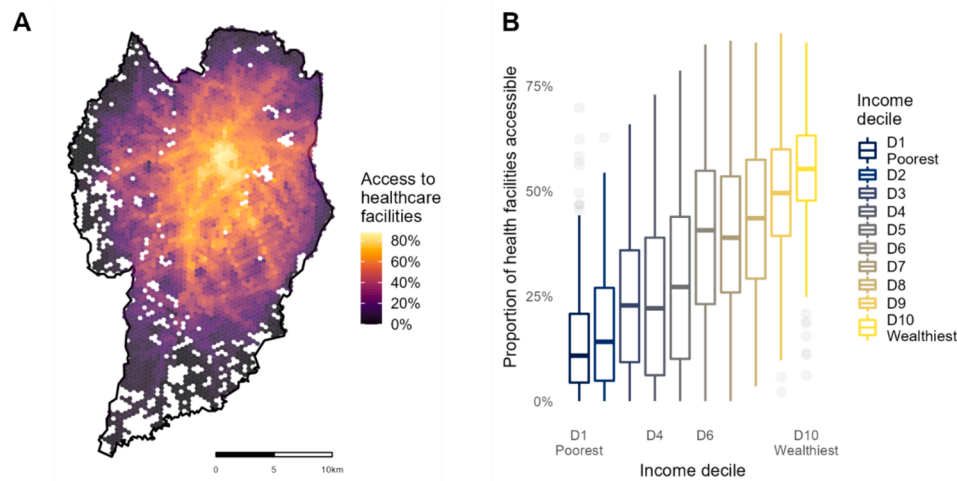 A
Access to
healthcare
facilities
80%
60%
40%
20%
0%
0
5
10km
B
Proportion of health facilities accessible
75%
50%
25%
0%
D1
Poorest
D4
D6
D10
Wealthiest
Income decile
Income
decile
D1
Poorest
D2
D3
D4
D5
D6
D7
D8
D9
D10
Wealthiest